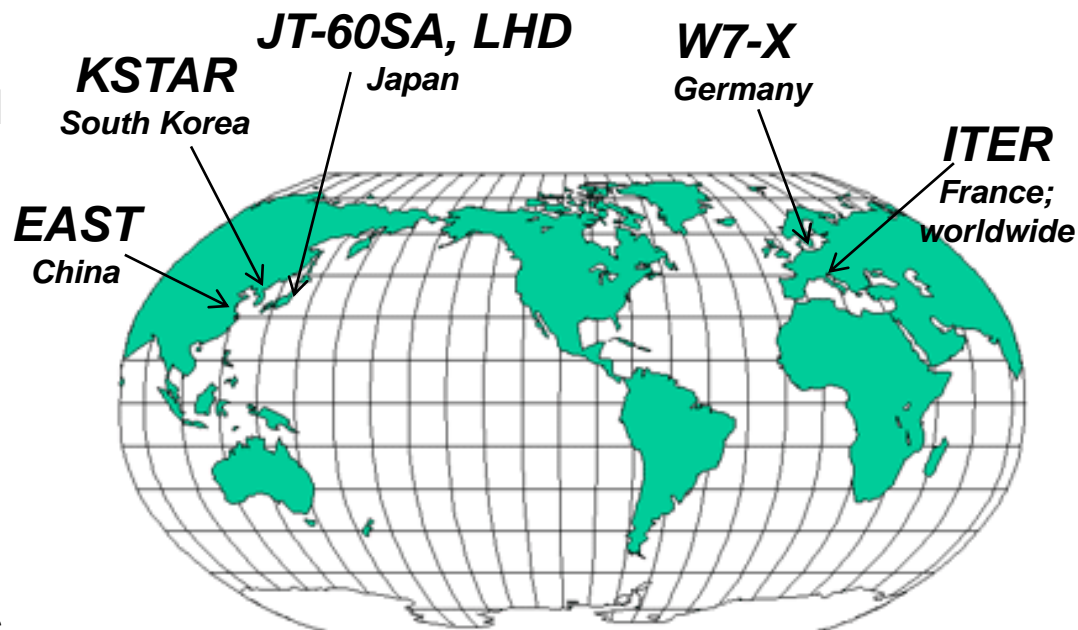 JT-60SA, LHD
Japan
KSTAR
South Korea
W7-X
Germany
ITER
France;
worldwide
EAST
China